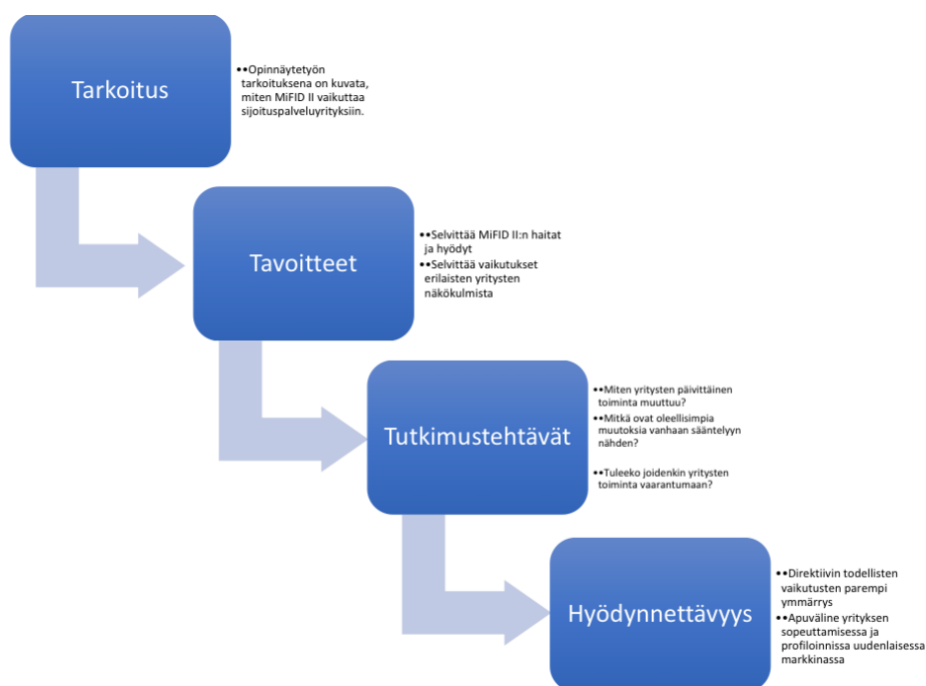 Tarkoitus
••Opinnäytetyön
tarkoituksena on kuvata,
miten MiFID II vaikuttaa
sijoituspalveluyrityksiin.
Tavoitteet
••Selvittää MiFID II:n haitat
ja hyödyt
••Selvittää vaikutukset
erilaisten yritysten
näkökulmista
Tutkimustehtävät
••Miten yritysten päivittäinen
toiminta muuttuu?
••Mitkä ovat oleellisimpia
muutoksia vanhaan sääntelyyn
nähden?
••Tuleeko joidenkin yritysten
toiminta vaarantumaan?
Hyödynnettävyys
••Direktiivin todellisten
vaikutusten parempi
ymmärrys
••Apuväline yrityksen
sopeuttamisessa ja
profiloinnissa uudenlaisessa
markkinassa